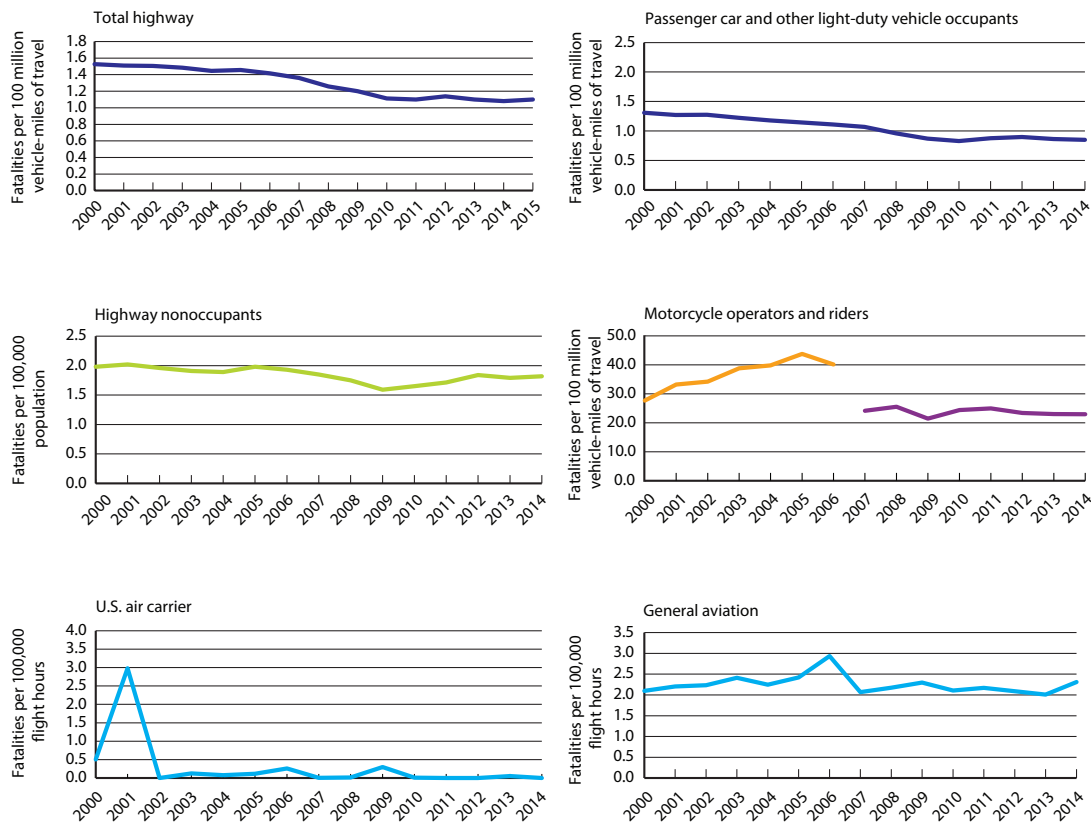 Total highway
Fatalities per 100 million
vehicle-miles of travel
1.8
1.6
1.4
1.2
1.0
0.8
0.6
0.4
0.2
0.0
2000 2001 2002 2003 2004 2005 2006 2007 2008 2009 2010 2011 2012 2013 2014 2015
Passenger car and other light-duty vehicle occupants
Fatalities per 100 million
vehicle-miles of travel
2.5
2.0
1.5
1.0
0.5
0.0
2000 2001 2002 2003 2004 2005 2006 2007 2008 2009 2010 2011 2012 2013 2014
Highway nonoccupants
Fatalities per 100,000
population
2.5
2.0
1.5
1.0
0.5
0.0
2000 2001 2002 2003 2004 2005 2006 2007 2008 2009 2010 2011 2012 2013 2014
Motorcycle operators and riders
Fatalities per 100 million
vehicle-miles of travel
50.0
40.0
30.0
20.0
10.0
0.0
2000 2001 2002 2003 2004 2005 2006 2007 2008 2009 2010 2011 2012 2013 2014
U.S. air carrier
Fatalities per 100,000
flight hours
4.0
3.5
3.0
2.5
2.0
1.5
1.0
0.5
0.0
2000 2001 2002 2003 2004 2005 2006 2007 2008 2009 2010 2011 2012 2013 2014
General aviation
Fatalities per 100,000
flight hours
3.5
3.0
2.5
2.0
1.5
1.0
0.5
0.0
2000 2001 2002 2003 2004 2005 2006 2007 2008 2009 2010 2011 2012 2013 2014